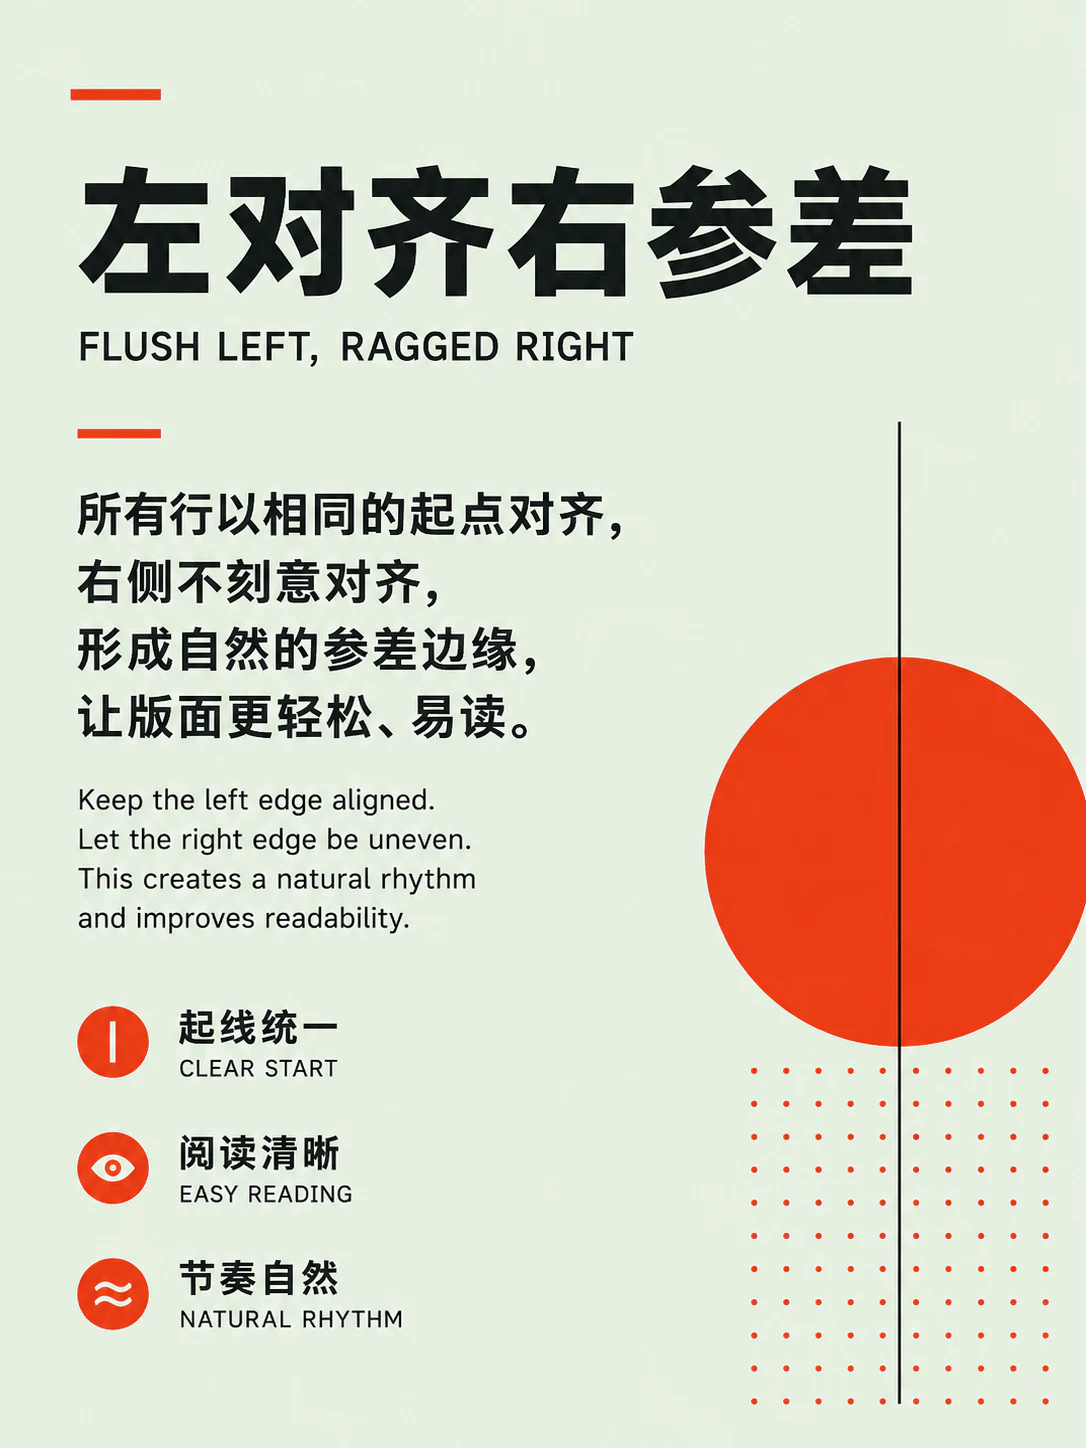 左对齐右参差
FLUSH LEFT, RAGGED RIGHT
所有行以相同的起点对齐，
右侧不刻意对齐，
形成自然的参差边缘，
让版面更轻松、易读。
Keep the left edge aligned.
Let the right edge be uneven.
This creates a natural rhythm
and improves readability.
起线统一
CLEAR START
阅读清晰
EASY READING
节奏自然
NATURAL RHYTHM